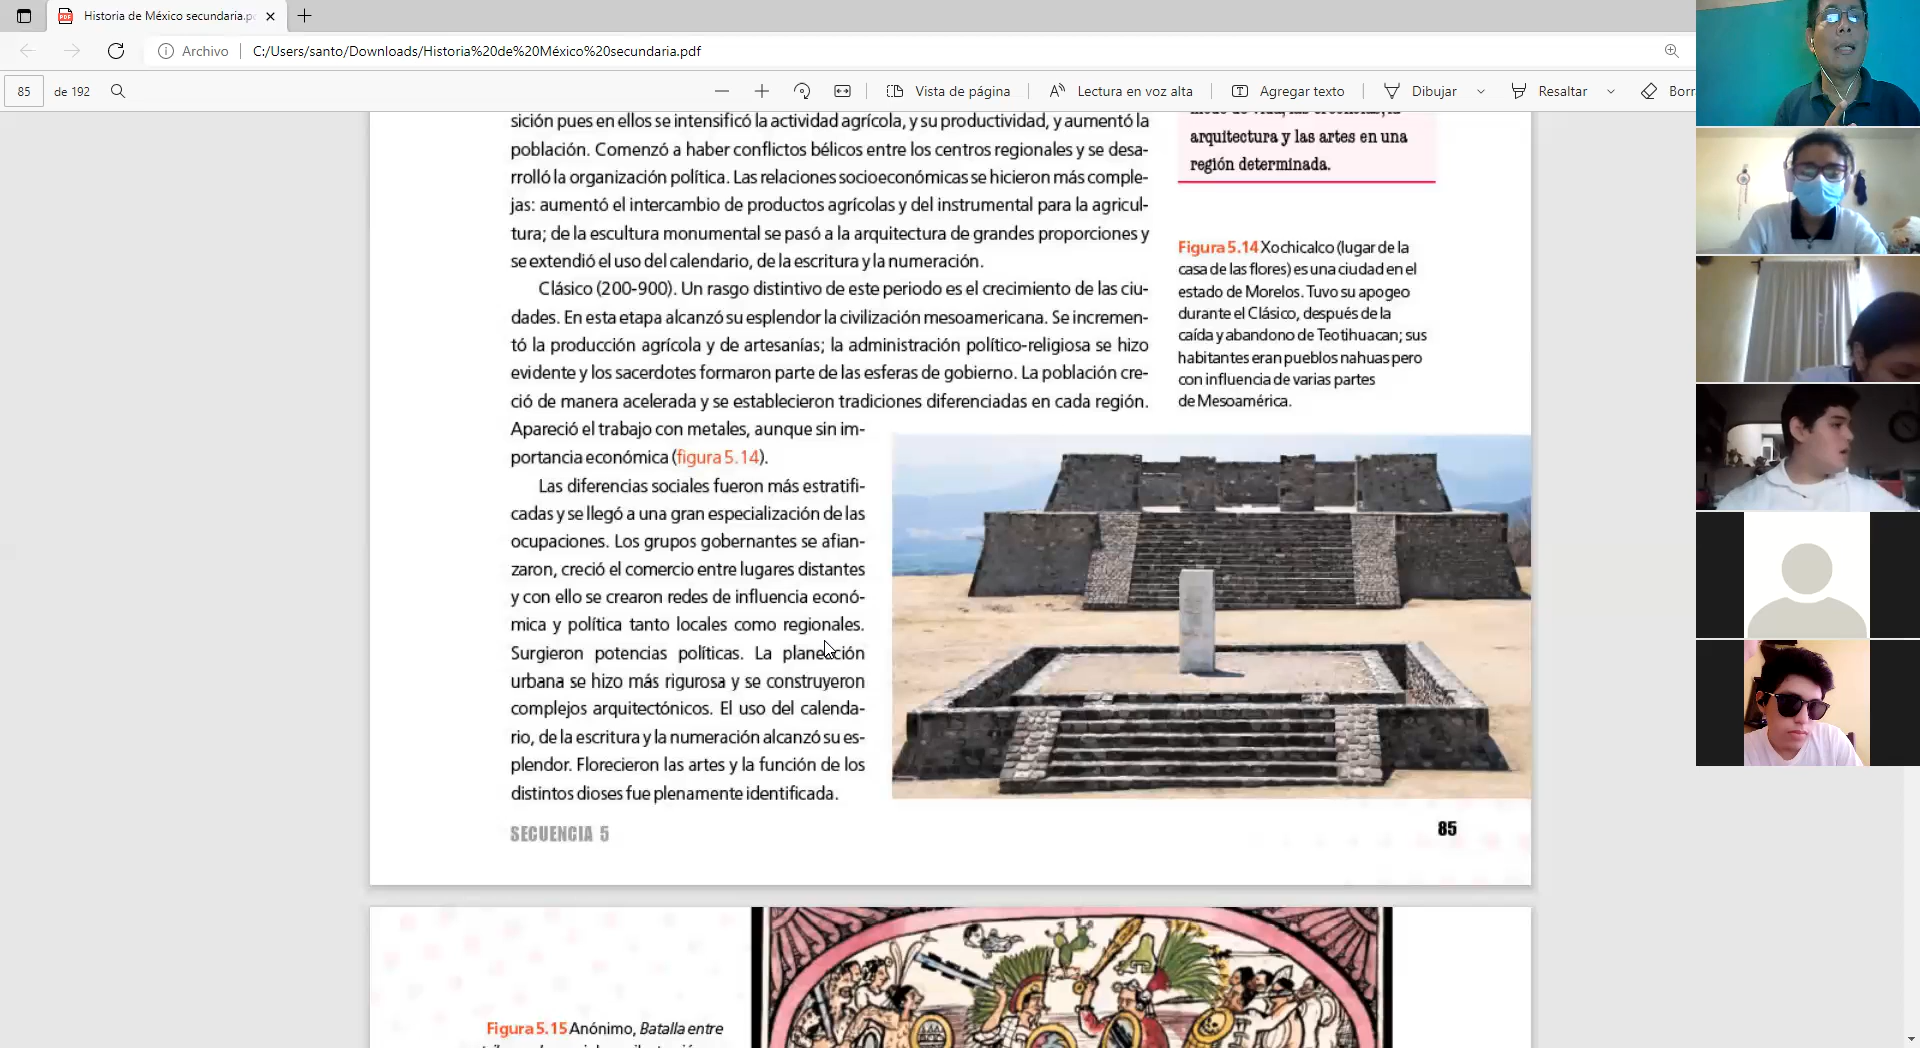 Historia de México secundaria.p
Archivo
C:/Users/santo/Downloads/Historia%20de%20México%20secundaria.pdf
85 de 192
Vista de página
Lectura en voz alta
Agregar texto
Dibujar
Resaltar
Borr
sición pues en ellos se intensificó la actividad agrícola, y su productividad, y aumentó la
población. Comenzó a haber conflictos bélicos entre los centros regionales y se desa-
rrolló la organización política. Las relaciones socioeconómicas se hicieron más comple-
jas: aumentó el intercambio de productos agrícolas y del instrumental para la agricul-
tura; de la escultura monumental se pasó a la arquitectura de grandes proporciones y
se extendió el uso del calendario, de la escritura y la numeración.
Clásico (200-900). Un rasgo distintivo de este periodo es el crecimiento de las ciu-
dades. En esta etapa alcanzó su esplendor la civilización mesoamericana. Se incremen-
tó la producción agrícola y de artesanías; la administración político-religiosa se hizo
evidente y los sacerdotes formaron parte de las esferas de gobierno. La población cre-
ció de manera acelerada y se establecieron tradiciones diferenciadas en cada región.
Apareció el trabajo con metales, aunque sin im-
portancia económica (figura 5.14).
Las diferencias sociales fueron más estratifi-
cadas y se llegó a una gran especialización de las
ocupaciones. Los grupos gobernantes se afian-
zaron, creció el comercio entre lugares distantes
y con ello se crearon redes de influencia econó-
mica y política tanto locales como regionales.
Surgieron potencias políticas. La planeación
urbana se hizo más rigurosa y se construyeron
complejos arquitectónicos. El uso del calenda-
rio, de la escritura y la numeración alcanzó su es-
plendor. Florecieron las artes y la función de los
distintos dioses fue plenamente identificada.
arquitectura y las artes en una
región determinada.
Figura 5.14 Xochicalco (lugar de la
casa de las flores) es una ciudad en el
estado de Morelos. Tuvo su apogeo
durante el Clásico, después de la
caída y abandono de Teotihuacan; sus
habitantes eran pueblos nahuas pero
con influencia de varias partes
de Mesoamérica.
SECUENCIA 5
85
Figura 5.15 Anónimo, Batalla entre